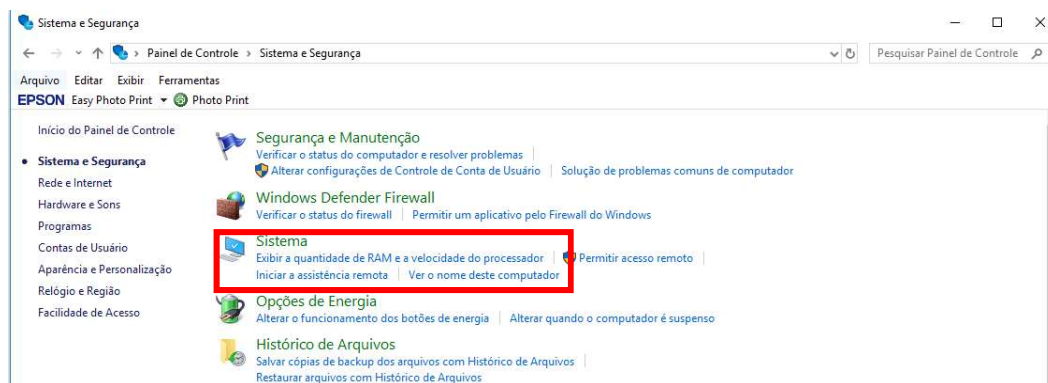 Sistema e Segurança
Painel de Controle > Sistema e Segurança
Pesquisar Painel de Controle
Arquivo Editar Exibir Ferramentas
EPSON Easy Photo Print Photo Print
Início do Painel de Controle
Sistema e Segurança
Rede e Internet
Hardware e Sons
Programas
Contas de Usuário
Aparência e Personalização
Relógio e Região
Facilidade de Acesso
Segurança e Manutenção
Verificar o status do computador e resolver problemas
Alterar configurações de Controle de Conta de Usuário
Solução de problemas comuns de computador
Windows Defender Firewall
Verificar o status do firewall
Permitir um aplicativo pelo Firewall do Windows
Sistema
Exibir a quantidade de RAM e a velocidade do processador
Permitir acesso remoto
Iniciar a assistência remota
Ver o nome deste computador
Opções de Energia
Alterar o funcionamento dos botões de energia
Alterar quando o computador é suspenso
Histórico de Arquivos
Salvar cópias de backup dos arquivos com Histórico de Arquivos
Restaurar arquivos com Histórico de Arquivos